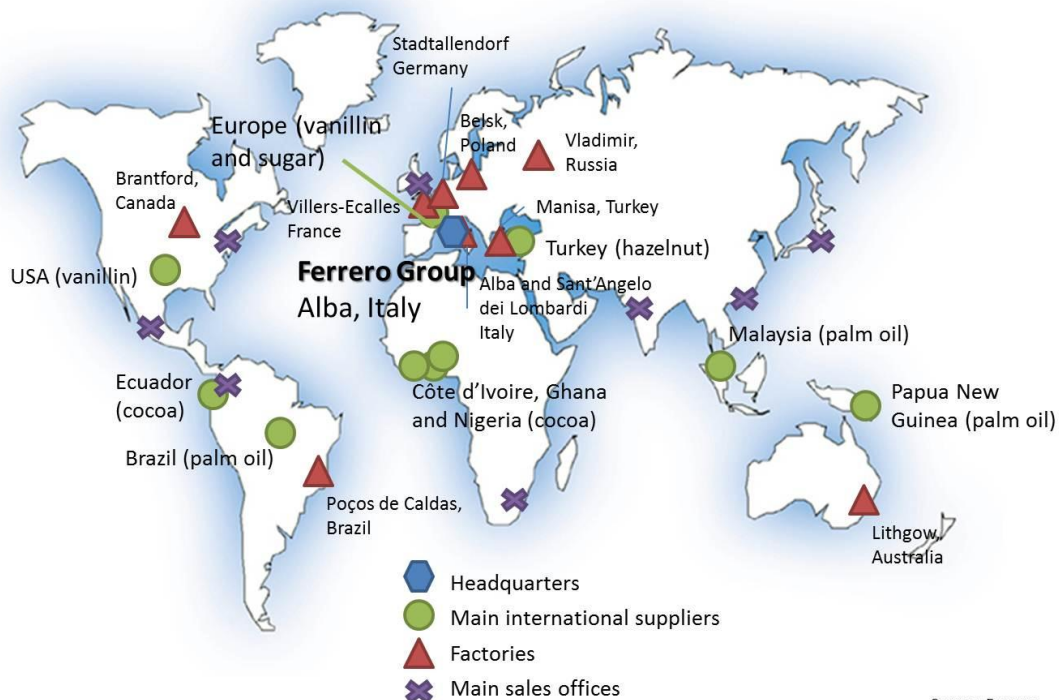 Stadtallendorf
Germany
Europe (vanillin
and sugar)
Belsk,
Poland
Vladimir,
Russia
Brantford,
Canada
Villers-Ecalles
France
Manisa, Turkey
Turkey (hazelnut)
USA (vanillin)
Ferrero Group
Alba, Italy
Alba and Sant'Angelo
dei Lombardi
Italy
Malaysia (palm oil)
Ecuador
(cocoa)
Côte d'Ivoire, Ghana
and Nigeria (cocoa)
Papua New
Guinea (palm oil)
Brazil (palm oil)
Poços de Caldas,
Brazil
Lithgow,
Australia
Headquarters
Main international suppliers
Factories
Main sales offices